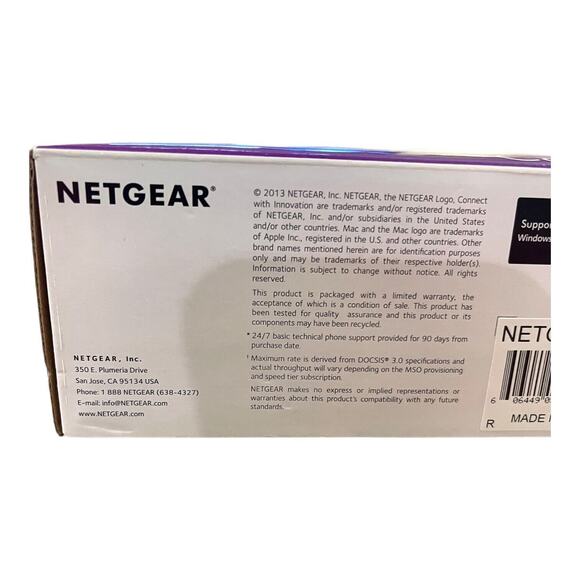 NETGEAR®
© 2013 NETGEAR, Inc. NETGEAR, the NETGEAR Logo, Connect
with Innovation are trademarks and/or registered trademarks
of NETGEAR, Inc. and/or subsidiaries in the United States
and/or other countries. Mac and the Mac logo are trademarks
of Apple Inc., registered in the U.S. and other countries. Other
brand names mentioned herein are for identification purposes
only and may be trademarks of their respective holder(s).
Information is subject to change without notice. All rights
reserved.
This product is packaged with a limited warranty, the
acceptance of which is a condition of sale. This product has
been tested for quality assurance and this product or its
components may have been recycled.
* 24/7 basic technical phone support provided for 90 days from
purchase date.
† Maximum rate is derived from DOCSIS® 3.0 specifications and
actual throughput will vary depending on the MSO provisioning
and speed tier subscription.
NETGEAR makes no express or implied representations or
warranties about this product's compatibility with any future
standards.
NETGEAR, Inc.
350 E. Plumeria Drive
San Jose, CA 95134 USA
Phone: 1 888 NETGEAR (638-4327)
E-mail: info@NETGEAR.com
www.NETGEAR.com
Suppo
Windows
NETG
6 06449 0
R MADE